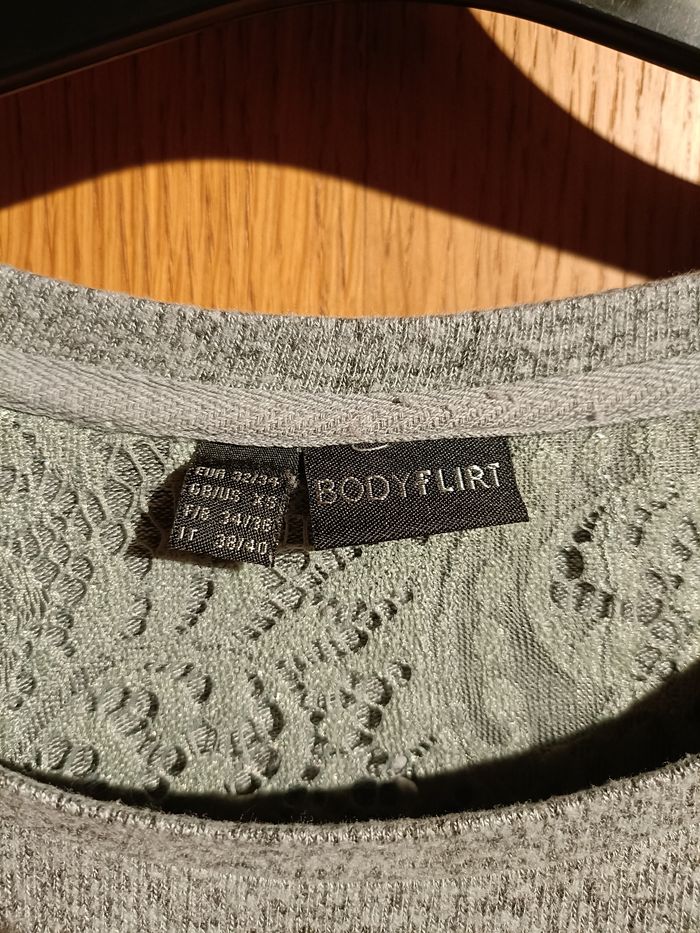 EUR 32/34
GB/US XS
F/B 34/36
IT 38/40
BODYFLIRT